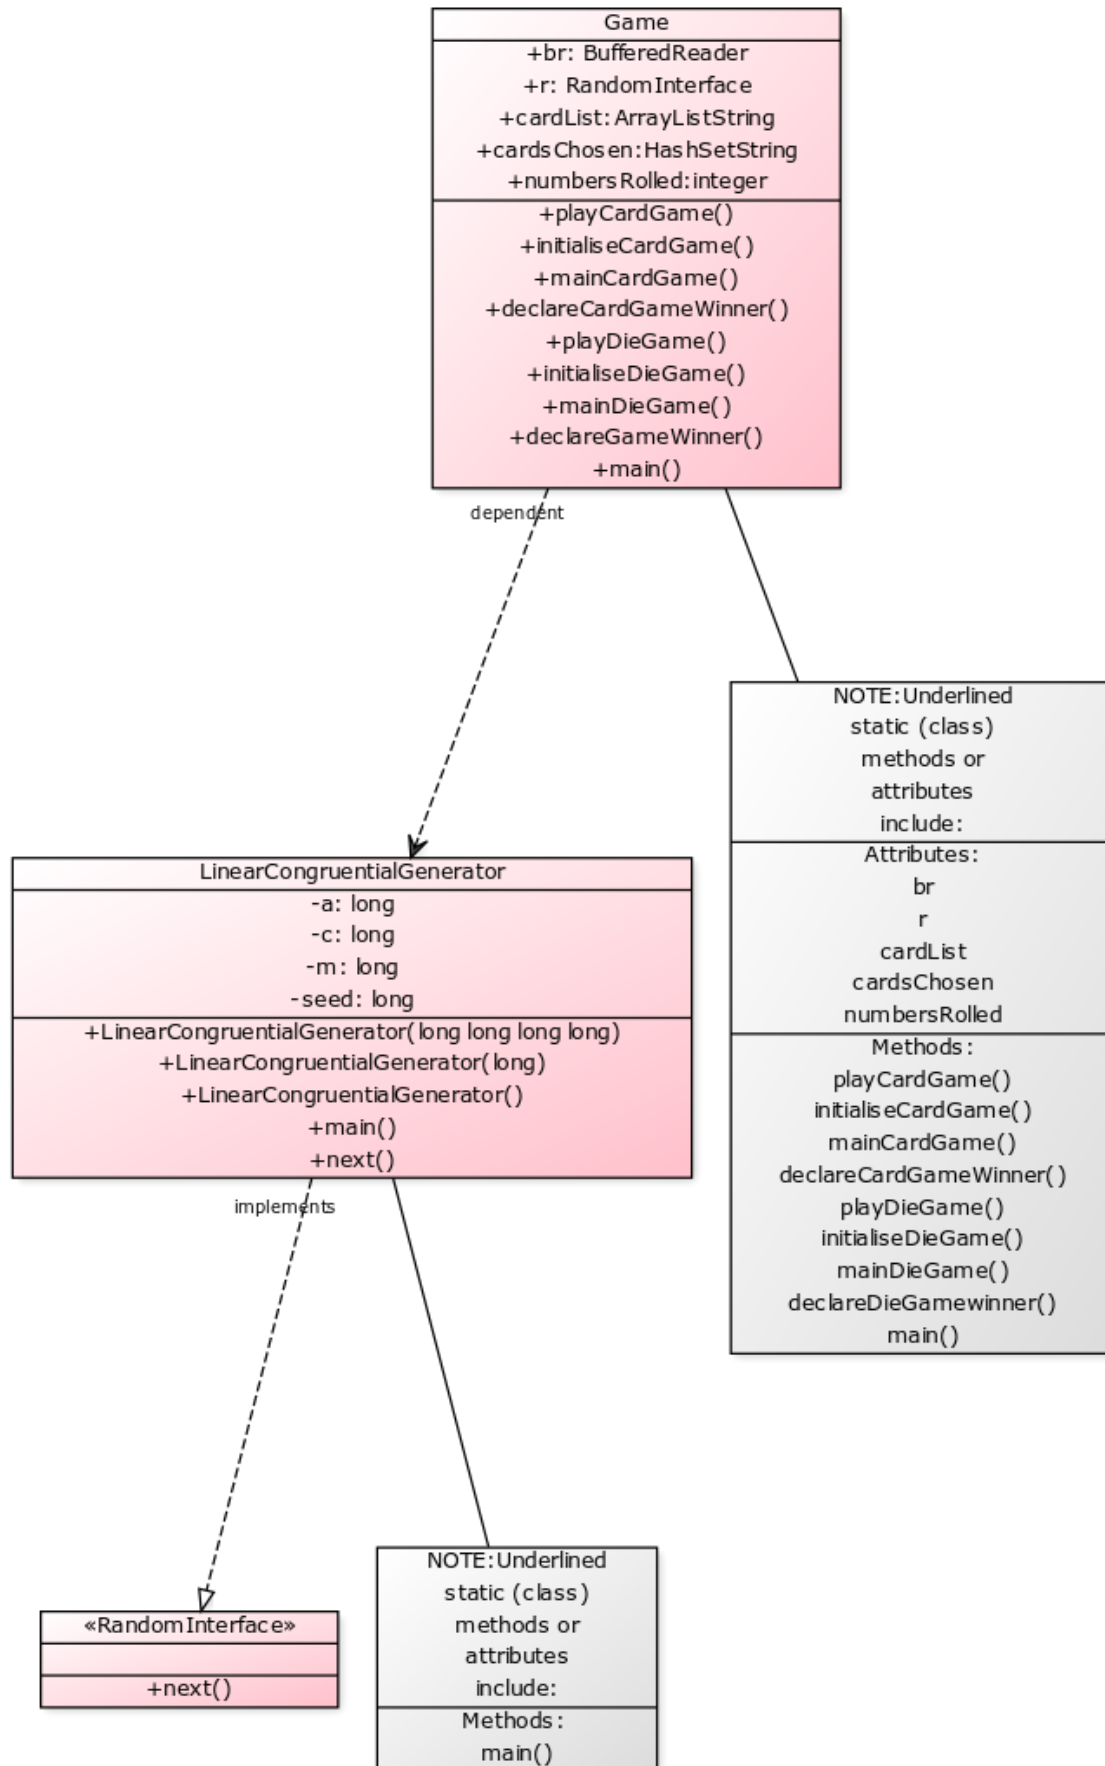 Game
+br: BufferedReader
+r: RandomInterface
+cardList:ArrayListString
+cardsChosen:HashSetString
+numbersRolled:integer
+playCardGame()
+initialiseCardGame()
+mainCardGame()
+declareCardGameWinner()
+playDieGame()
+initialiseDieGame()
+mainDieGame()
+declareGameWinner()
+main()
dependent
NOTE:Underlined
static (class)
methods or
attributes
include:
Attributes:
br
r
cardList
cardsChosen
numbersRolled
Methods:
playCardGame()
initialiseCardGame()
mainCardGame()
declareCardGameWinner()
playDieGame()
initialiseDieGame()
mainDieGame()
declareDieGamewinner()
main()
LinearCongruentialGenerator
-a: long
-c: long
-m: long
-seed: long
+LinearCongruentialGenerator(long long long long)
+LinearCongruentialGenerator(long)
+LinearCongruentialGenerator()
+main()
+next()
implements
«RandomInterface»
+next()
NOTE:Underlined
static (class)
methods or
attributes
include:
Methods:
main()